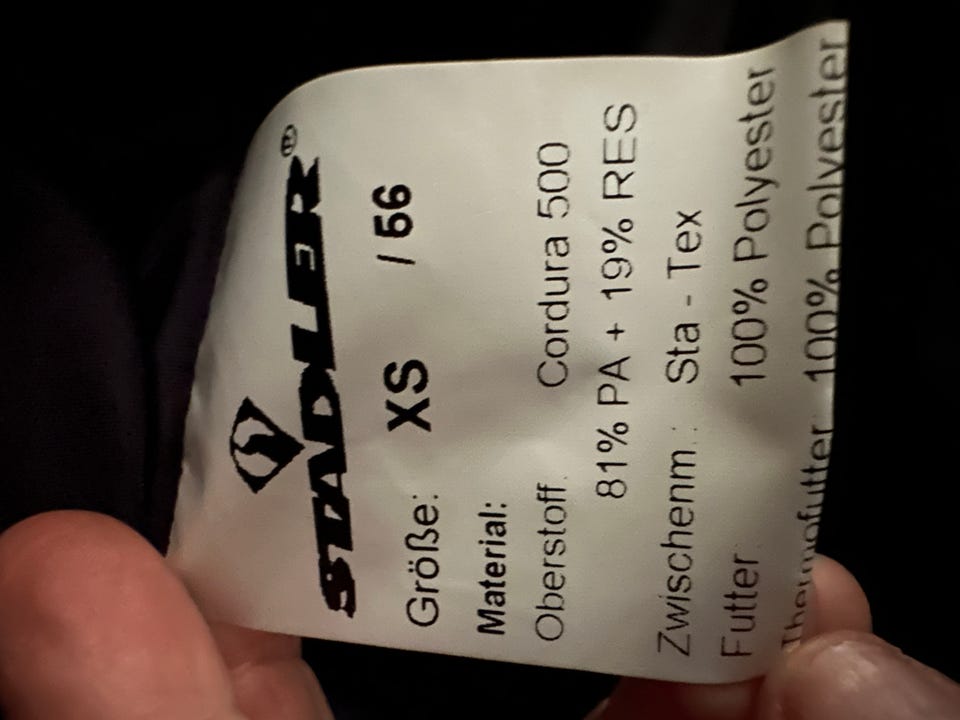 STADLER®
Größe: XS / 56
Material:
Oberstoff. Cordura 500
81% PA + 19% RES
Zwischenm.: Sta - Tex
Futter 100% Polyester
Thermofutter 100% Polyester